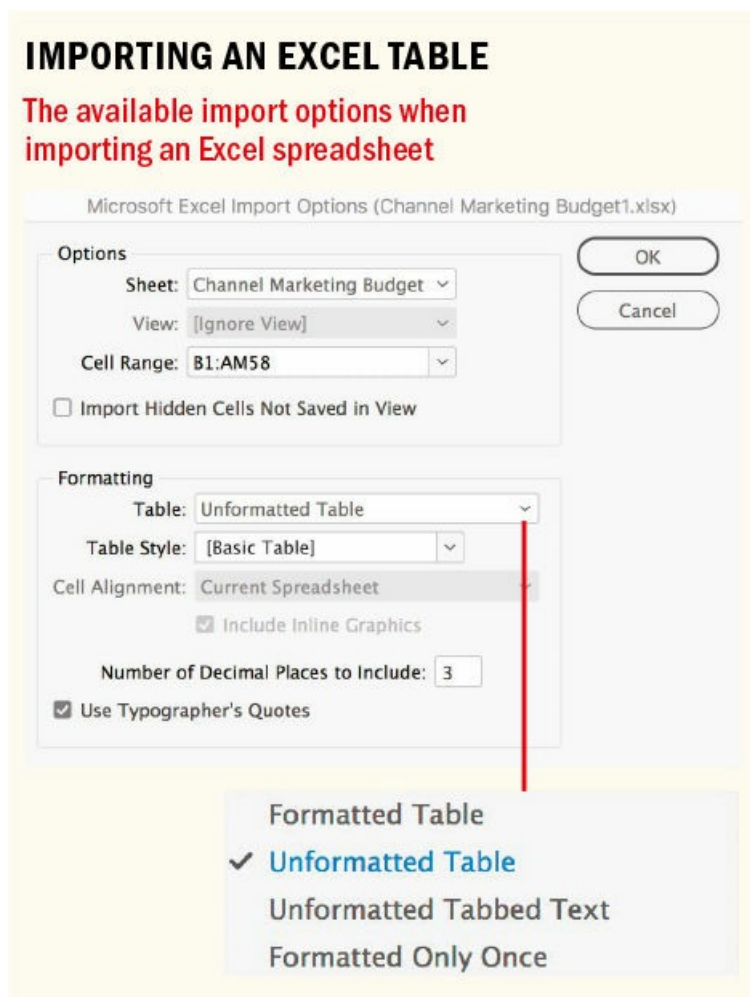 IMPORTING AN EXCEL TABLE
The available import options when
importing an Excel spreadsheet
Microsoft Excel Import Options (Channel Marketing Budget1.xlsx)
Options
Sheet: Channel Marketing Budget
View: [Ignore View]
Cell Range: B1:AM58
Import Hidden Cells Not Saved in View
OK
Cancel
Formatting
Table: Unformatted Table
Table Style: [Basic Table]
Cell Alignment: Current Spreadsheet
Include Inline Graphics
Number of Decimal Places to Include: 3
Use Typographer's Quotes
Formatted Table
Unformatted Table
Unformatted Tabbed Text
Formatted Only Once